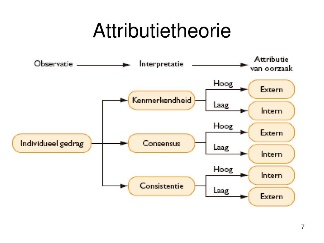 Attributietheorie
Observatie
Interpretatie
Attributie
van oorzaak
Individueel gedrag
Kenmerkendheid
Hoog
Extern
Laag
Intern
Consensus
Hoog
Extern
Laag
Intern
Consistentie
Hoog
Intern
Laag
Extern
7